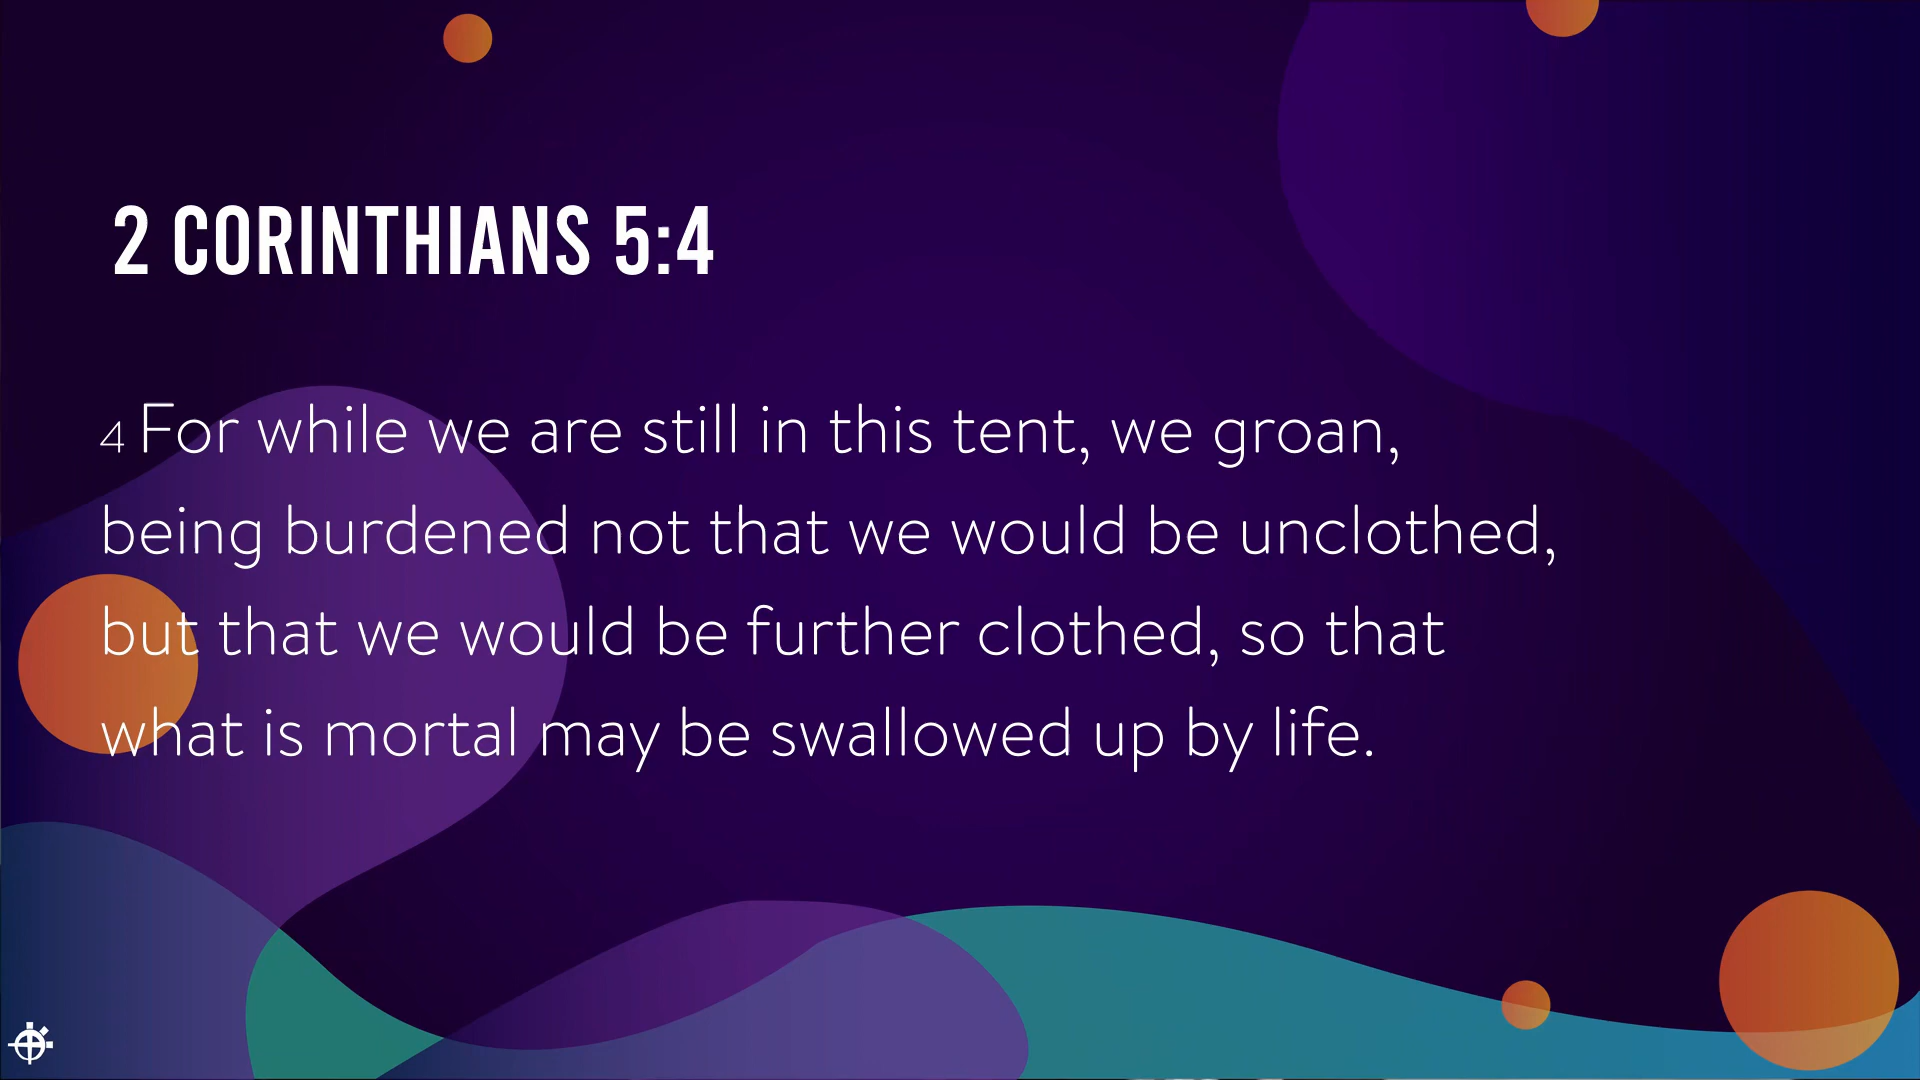 2 CORINTHIANS 5:4
4 For while we are still in this tent, we groan,
being burdened not that we would be unclothed,
but that we would be further clothed, so that
what is mortal may be swallowed up by life.